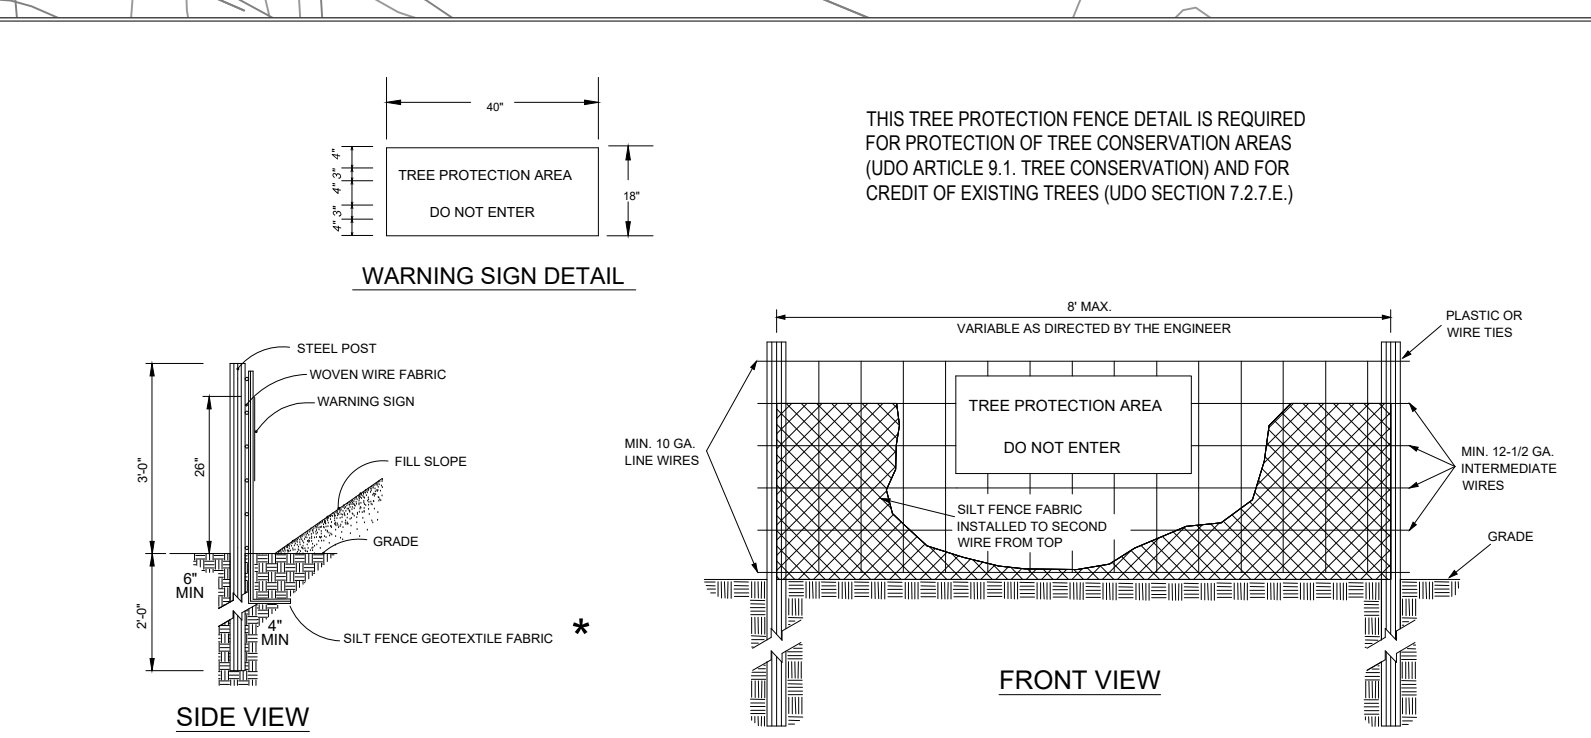 40"
4"
3"
4"
3"
4"
TREE PROTECTION AREA
DO NOT ENTER
18"
WARNING SIGN DETAIL
THIS TREE PROTECTION FENCE DETAIL IS REQUIRED
FOR PROTECTION OF TREE CONSERVATION AREAS
(UDO ARTICLE 9.1. TREE CONSERVATION) AND FOR
CREDIT OF EXISTING TREES (UDO SECTION 7.2.7.E.)
STEEL POST
WOVEN WIRE FABRIC
WARNING SIGN
FILL SLOPE
GRADE
3'-0"
26"
6"
MIN
2'-0"
4"
MIN
SILT FENCE GEOTEXTILE FABRIC *
SIDE VIEW
8' MAX.
VARIABLE AS DIRECTED BY THE ENGINEER
PLASTIC OR
WIRE TIES
MIN. 10 GA.
LINE WIRES
TREE PROTECTION AREA
DO NOT ENTER
MIN. 12-1/2 GA.
INTERMEDIATE
WIRES
SILT FENCE FABRIC
INSTALLED TO SECOND
WIRE FROM TOP
GRADE
FRONT VIEW